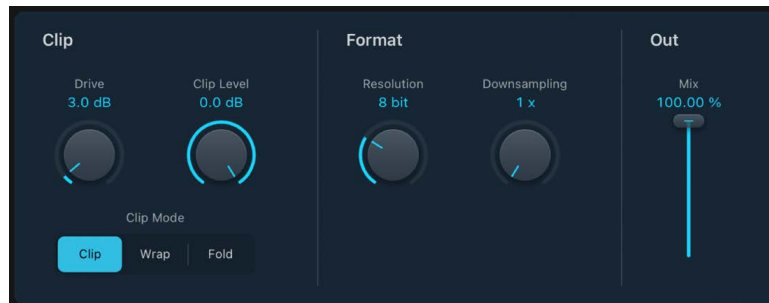 Clip
Format
Out
Drive
3.0 dB
Clip Level
0.0 dB
Resolution
8 bit
Downsampling
1 x
Mix
100.00 %
Clip Mode
Clip
Wrap
Fold